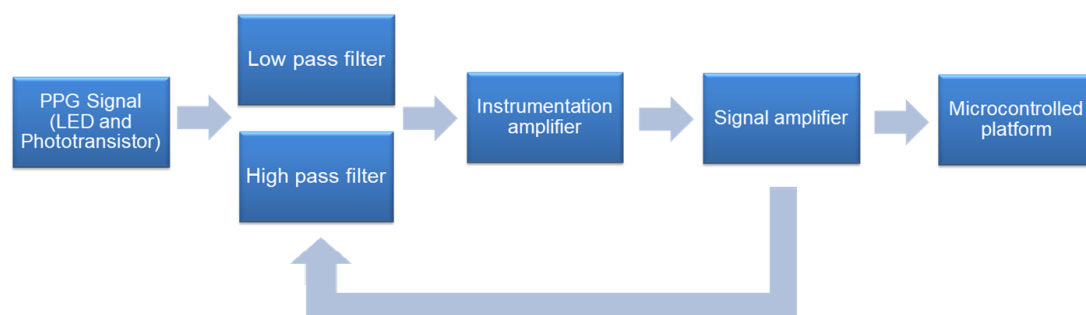 PPG Signal
(LED and
Phototransistor)
Low pass filter
High pass filter
Instrumentation
amplifier
Signal amplifier
Microcontrolled
platform